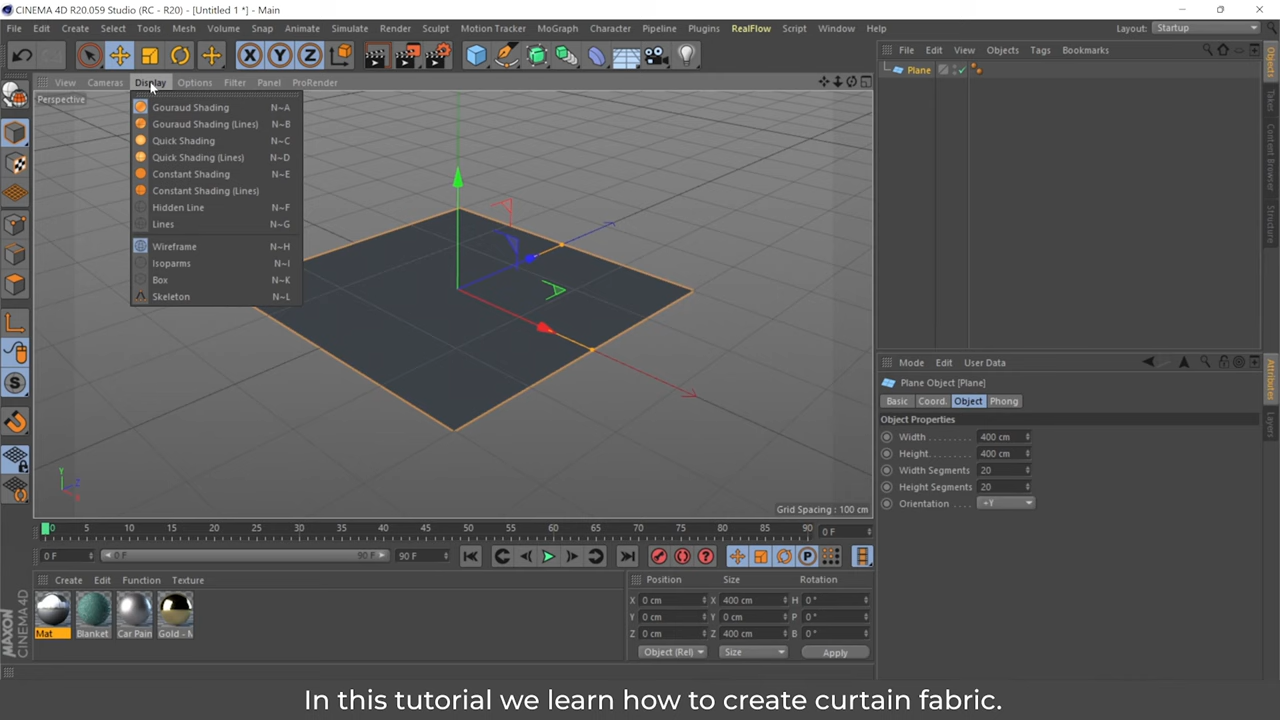 CINEMA 4D R20.059 Studio (RC - R20) - [Untitled 1 *] - Main
File Edit Create Select Tools Mesh Volume Snap Animate Simulate Render Sculpt Motion Tracker MoGraph Character Pipeline Plugins RealFlow Script Window Help Layout: Startup
File Edit View Objects Tags Bookmarks
View Cameras Display Options Filter Panel ProRender
Plane
Perspective
Gouraud Shading N~A
Gouraud Shading (Lines) N~B
Quick Shading N~C
Quick Shading (Lines) N~D
Constant Shading N~E
Constant Shading (Lines)
Hidden Line N~F
Lines N~G
Wireframe N~H
Isoparms N~I
Box N~K
Skeleton N~L
Y
Z
X
Grid Spacing : 100 cm
Objects
Takes
Content Browser
Structure
Mode Edit User Data
Plane Object [Plane]
Basic Coord. Object Phong
Object Properties
Width 400 cm
Height 400 cm
Width Segments 20
Height Segments 20
Orientation +Y
Attributes
Layers
0 5 10 15 20 25 30 35 40 45 50 55 60 65 70 75 80 85 90 0 F
0 F 0 F 90 F 90 F
Create Edit Function Texture
Mat Blanket Car Pain Gold - M
Position Size Rotation
X 0 cm X 400 cm H 0 °
Y 0 cm Y 0 cm P 0 °
Z 0 cm Z 400 cm B 0 °
Object (Rel) Size Apply
MAXON
CINEMA 4D
In this tutorial we learn how to create curtain fabric.